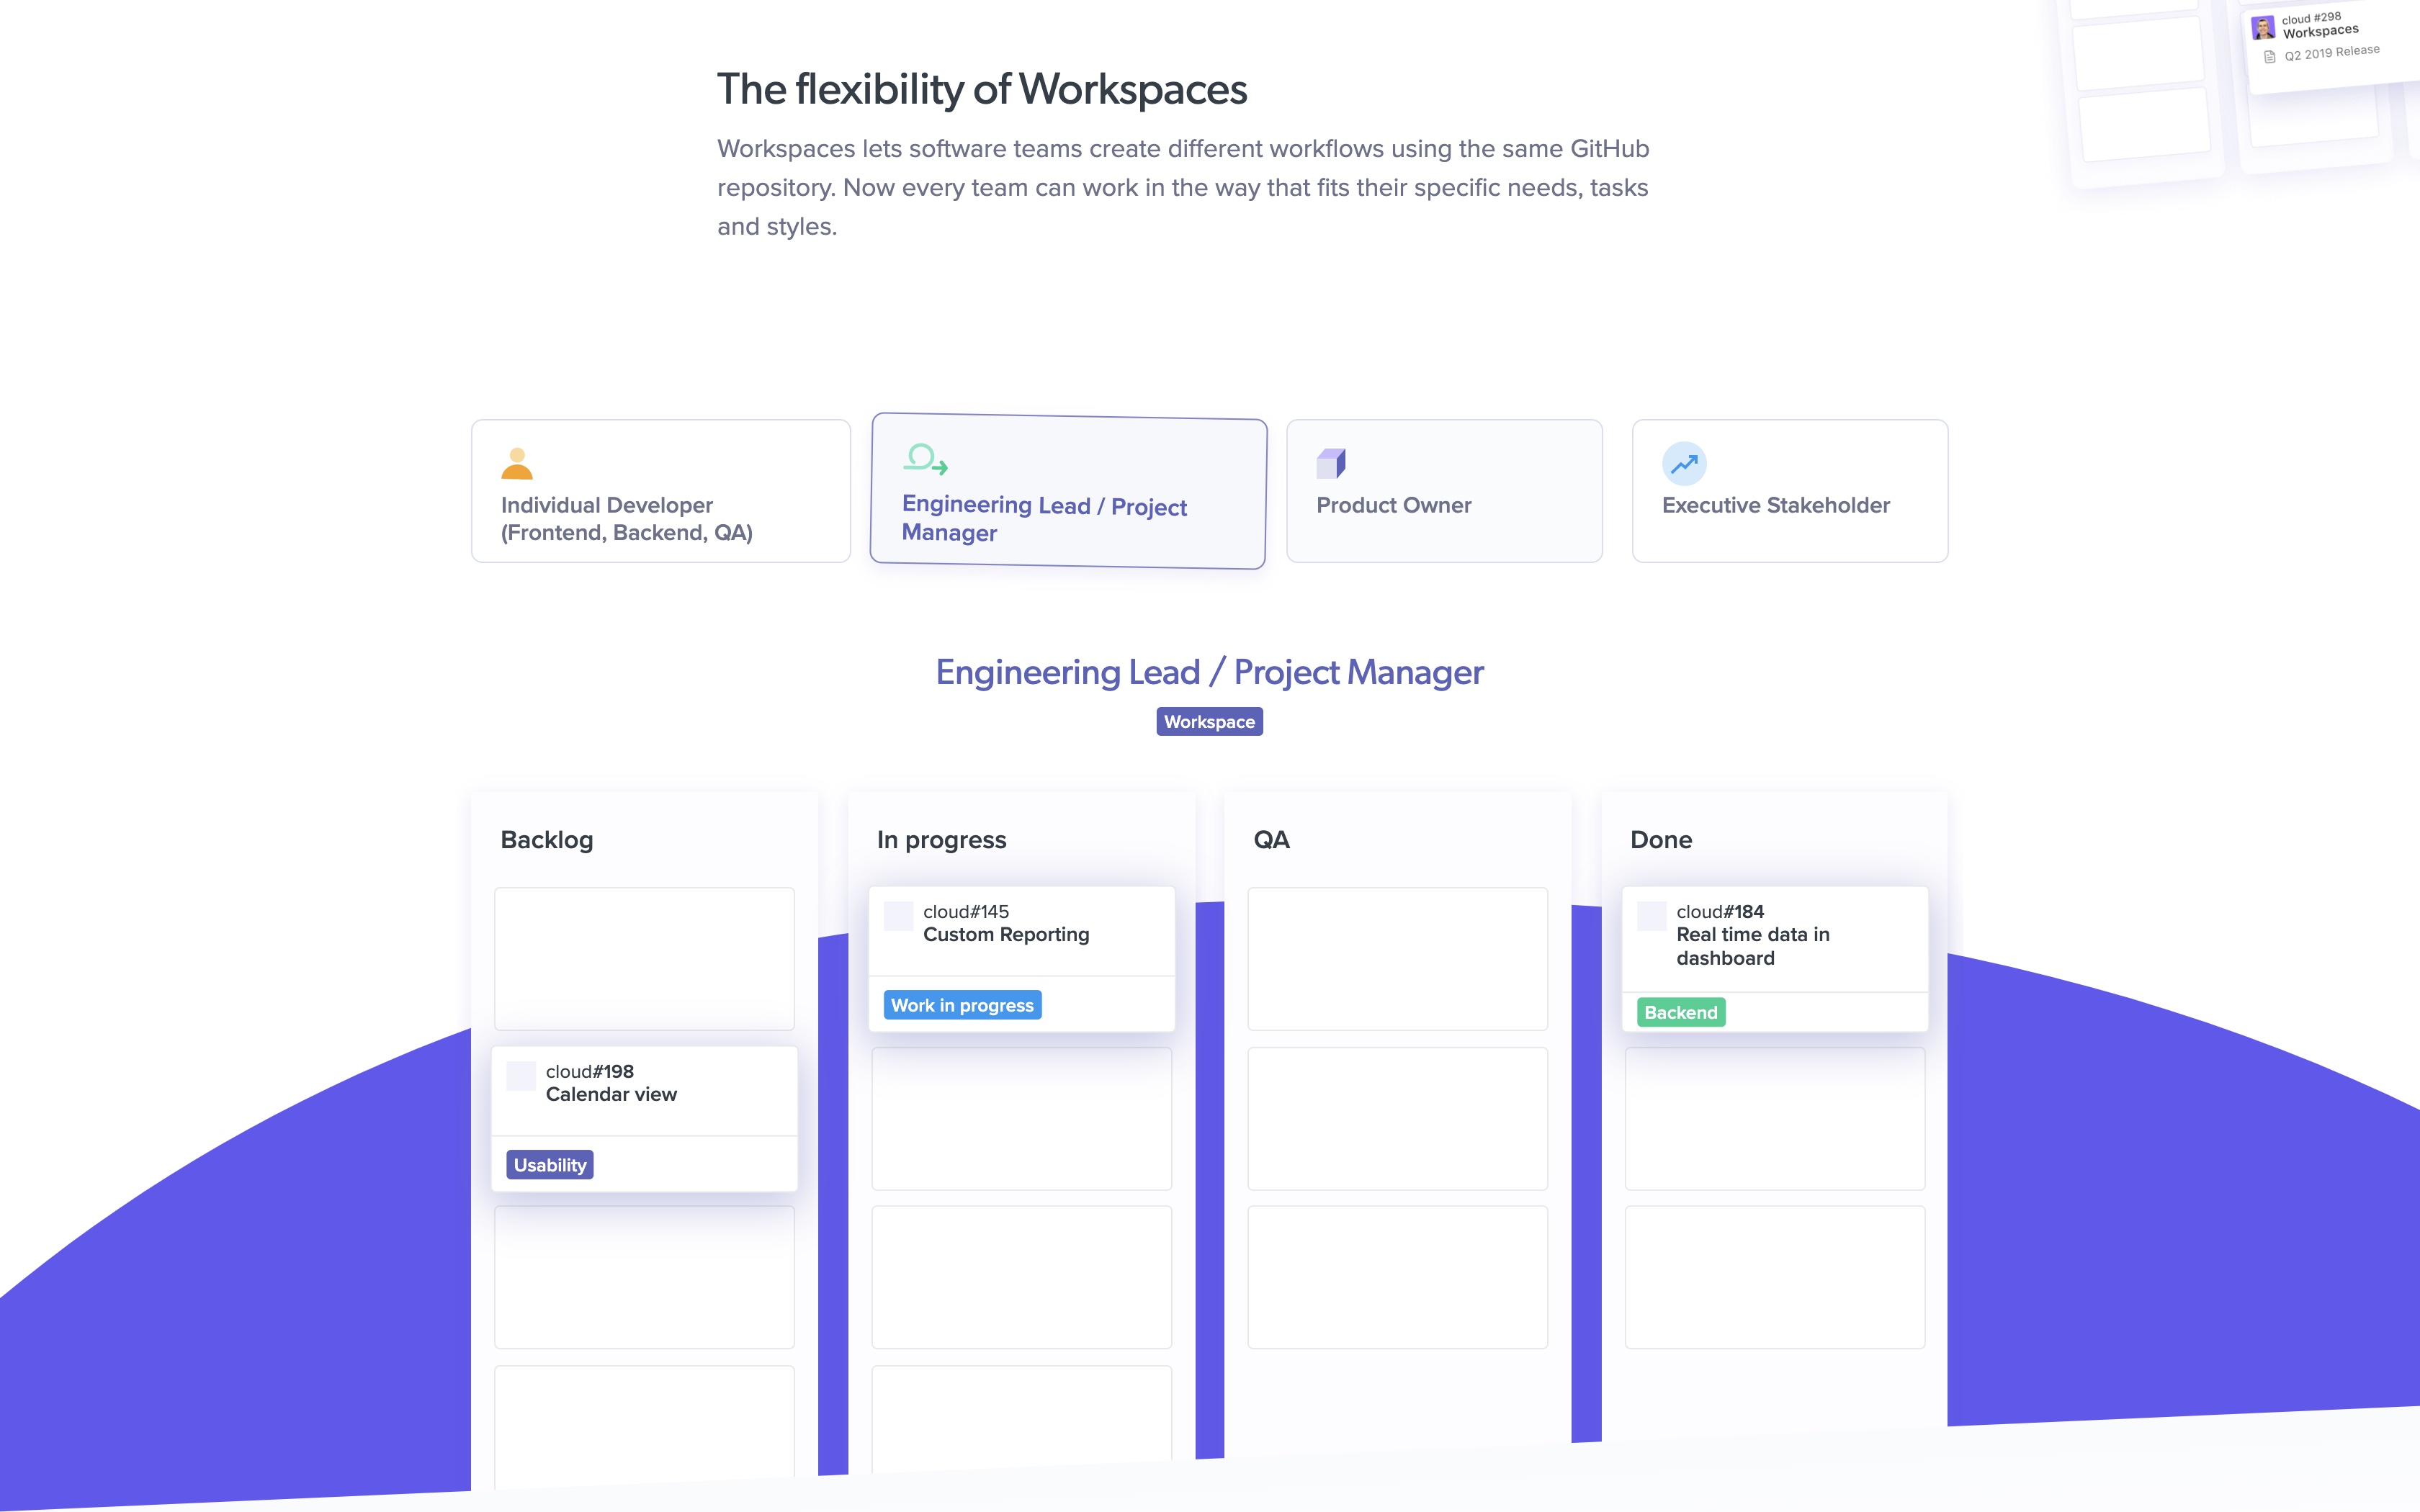 cloud #298
Workspaces
Q2 2019 Release
The flexibility of Workspaces
Workspaces lets software teams create different workflows using the same GitHub
repository. Now every team can work in the way that fits their specific needs, tasks
and styles.
Individual Developer
(Frontend, Backend, QA)
Engineering Lead / Project
Manager
Product Owner
Executive Stakeholder
Engineering Lead / Project Manager
Workspace
Backlog
cloud#198
Calendar view
Usability
In progress
cloud#145
Custom Reporting
Work in progress
QA
Done
cloud#184
Real time data in
dashboard
Backend